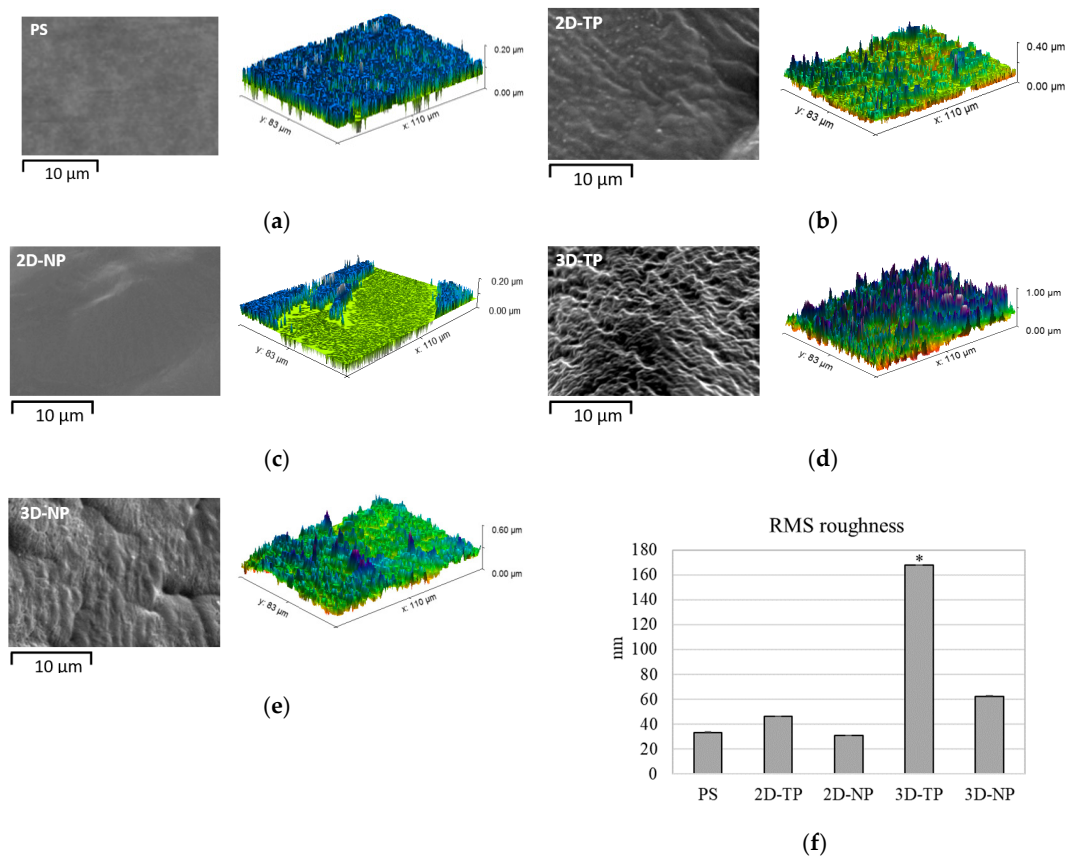 PS
0.20 µm
0.00 µm
y: 83 µm
x: 110 µm
10 µm
(a)
2D-TP
0.40 µm
0.00 µm
y: 83 µm
x: 110 µm
10 µm
(b)
2D-NP
0.20 µm
0.00 µm
y: 83 µm
x: 110 µm
10 µm
(c)
3D-TP
1.00 µm
0.00 µm
y: 83 µm
x: 110 µm
10 µm
(d)
3D-NP
0.60 µm
0.00 µm
y: 83 µm
x: 110 µm
10 µm
(e)
RMS roughness
180
160
140
120
100
80
60
40
20
0
nm
*
PS 2D-TP 2D-NP 3D-TP 3D-NP
(f)